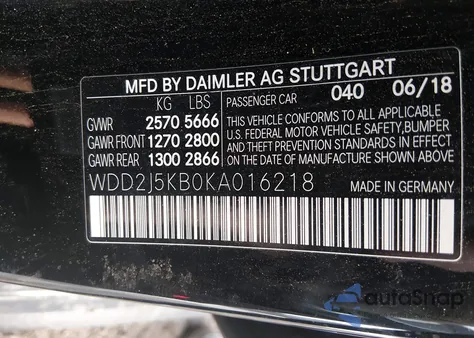 MFD BY DAIMLER AG STUTTGART
KG LBS
GVWR 2570 5666
GAWR FRONT 1270 2800
GAWR REAR 1300 2866
PASSENGER CAR 040 06/18
THIS VEHICLE CONFORMS TO ALL APPLICABLE
U.S. FEDERAL MOTOR VEHICLE SAFETY,BUMPER
AND THEFT PREVENTION STANDARDS IN EFFECT
ON THE DATE OF MANUFACTURE SHOWN ABOVE.
WDD2J5KB0KA016218
MADE IN GERMANY
autoSnap